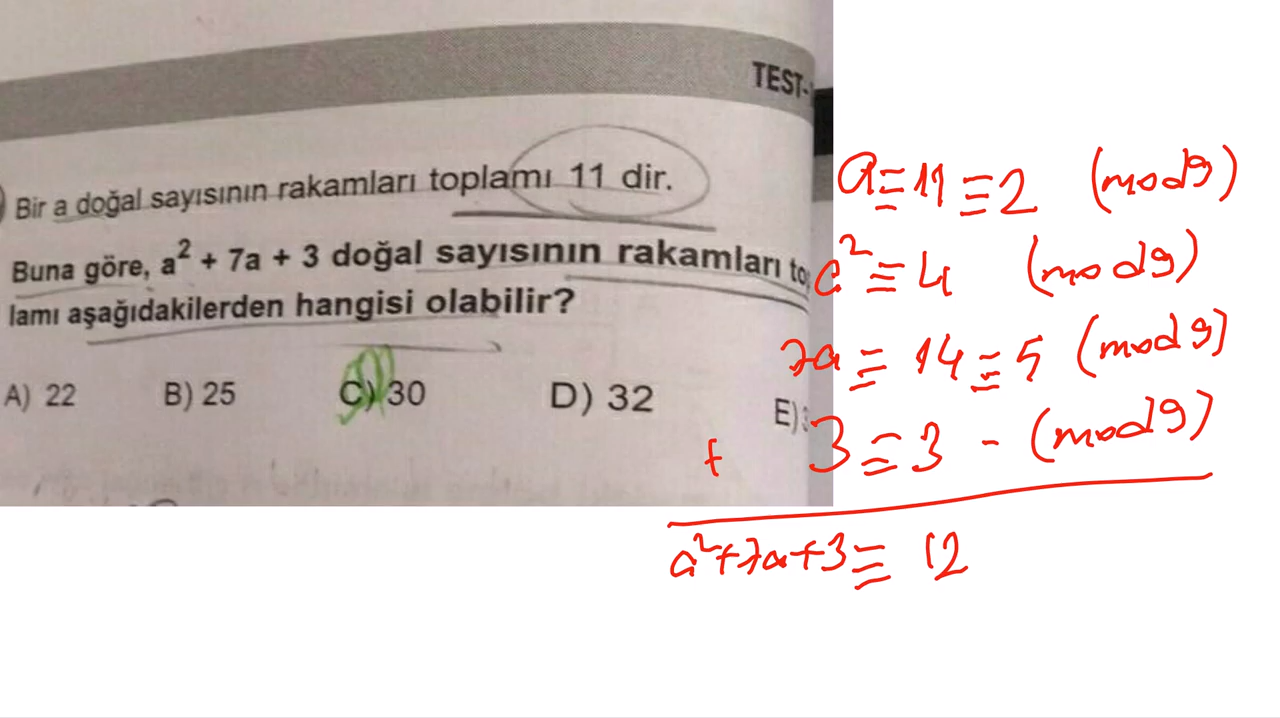 TEST-
Bir a doğal sayısının rakamları toplamı 11 dir.
Buna göre, a² + 7a + 3 doğal sayısının rakamları top
lamı aşağıdakilerden hangisi olabilir?
A) 22 B) 25 C) 30 D) 32 E) 3
a ≡ 11 ≡ 2 (mod9)
a² ≡ 4 (mod9)
7a ≡ 14 ≡ 5 (mod9)
+ 3 ≡ 3 - (mod9)
a²+7a+3 ≡ 12